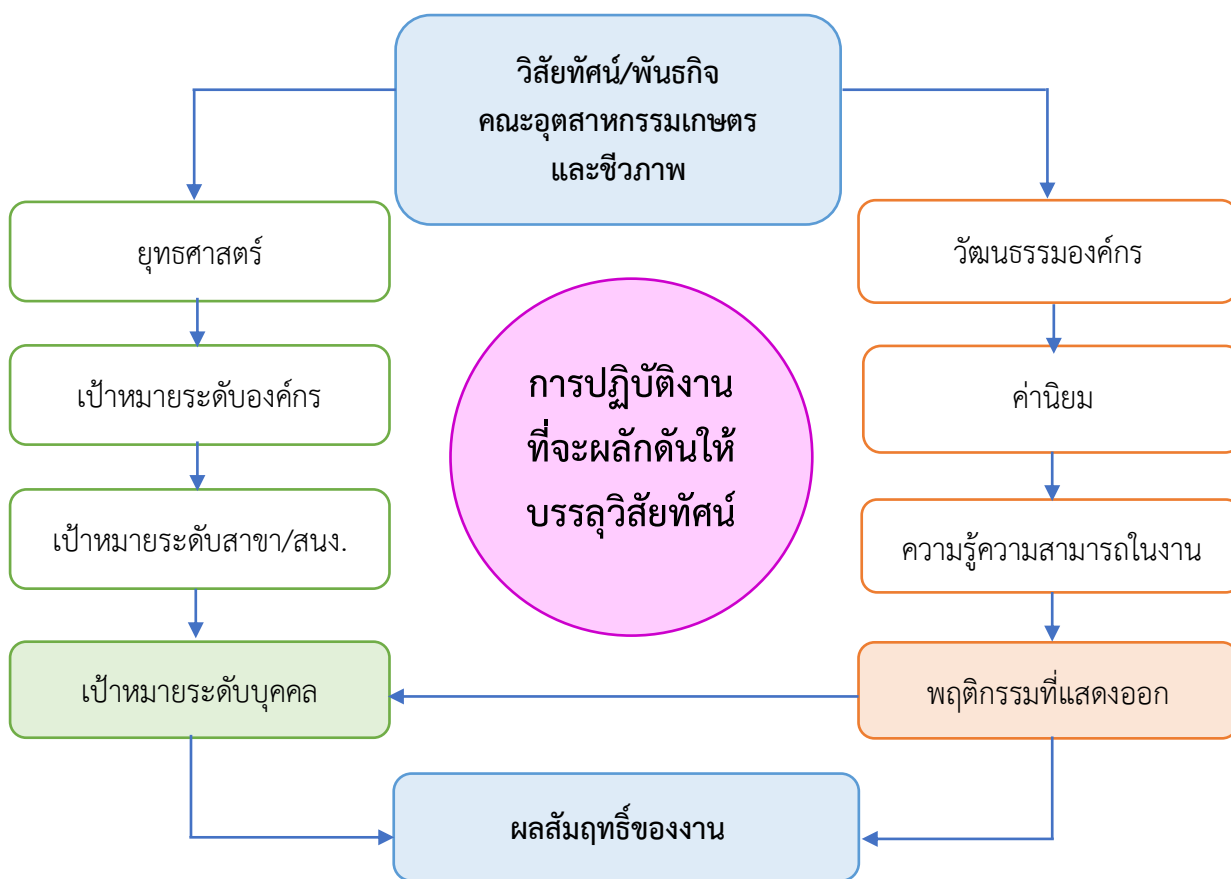 วิสัยทัศน์/พันธกิจ
คณะอุตสาหกรรมเกษตร
และชีวภาพ
ยุทธศาสตร์
วัฒนธรรมองค์กร
การปฏิบัติงาน
ที่จะผลักดันให้
บรรลุวิสัยทัศน์
เป้าหมายระดับองค์กร
ค่านิยม
เป้าหมายระดับสาขา/สนง.
ความรู้ความสามารถในงาน
เป้าหมายระดับบุคคล
พฤติกรรมที่แสดงออก
ผลสัมฤทธิ์ของงาน